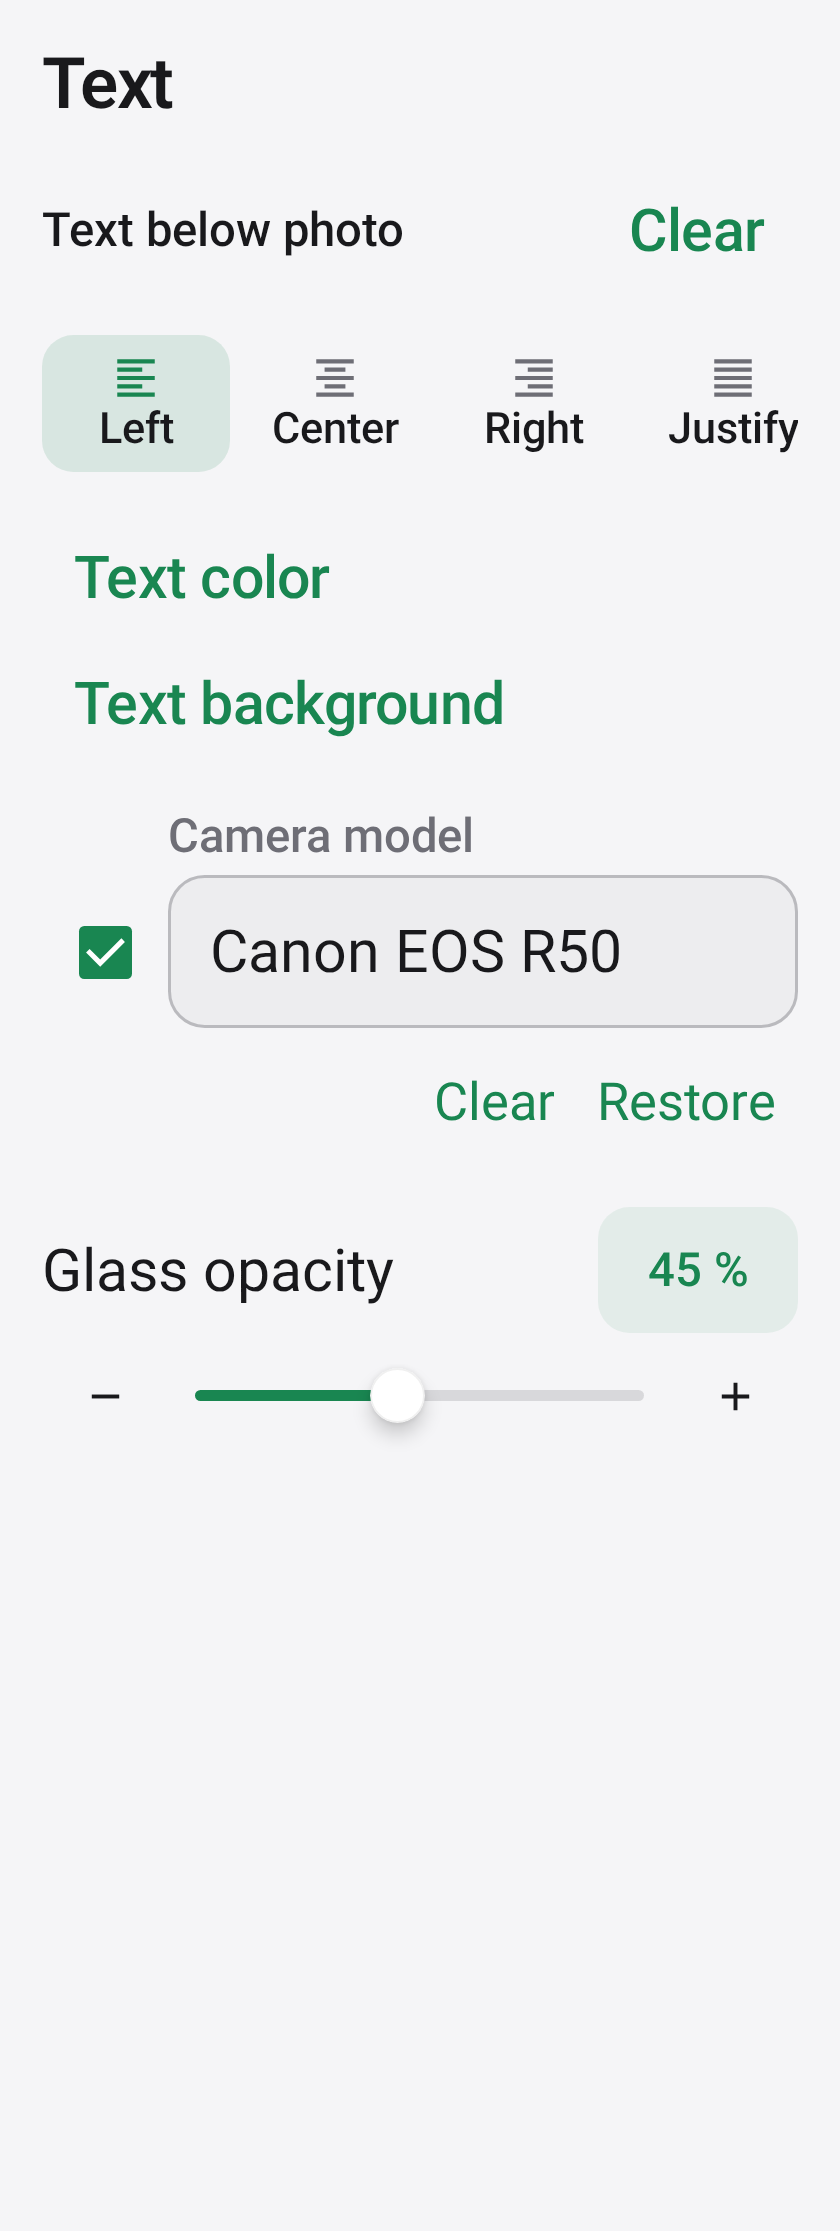 Text
Text below photo Clear
Left Center Right Justify
Text color
Text background
Camera model
Canon EOS R50
Clear Restore
Glass opacity 45 %
− +